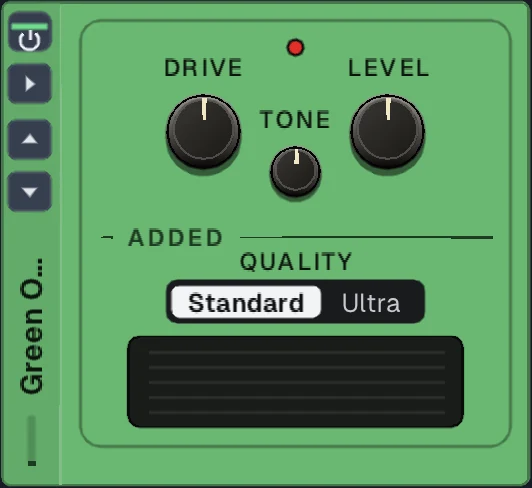 DRIVE
LEVEL
TONE
ADDED
QUALITY
Standard
Ultra
Green O...